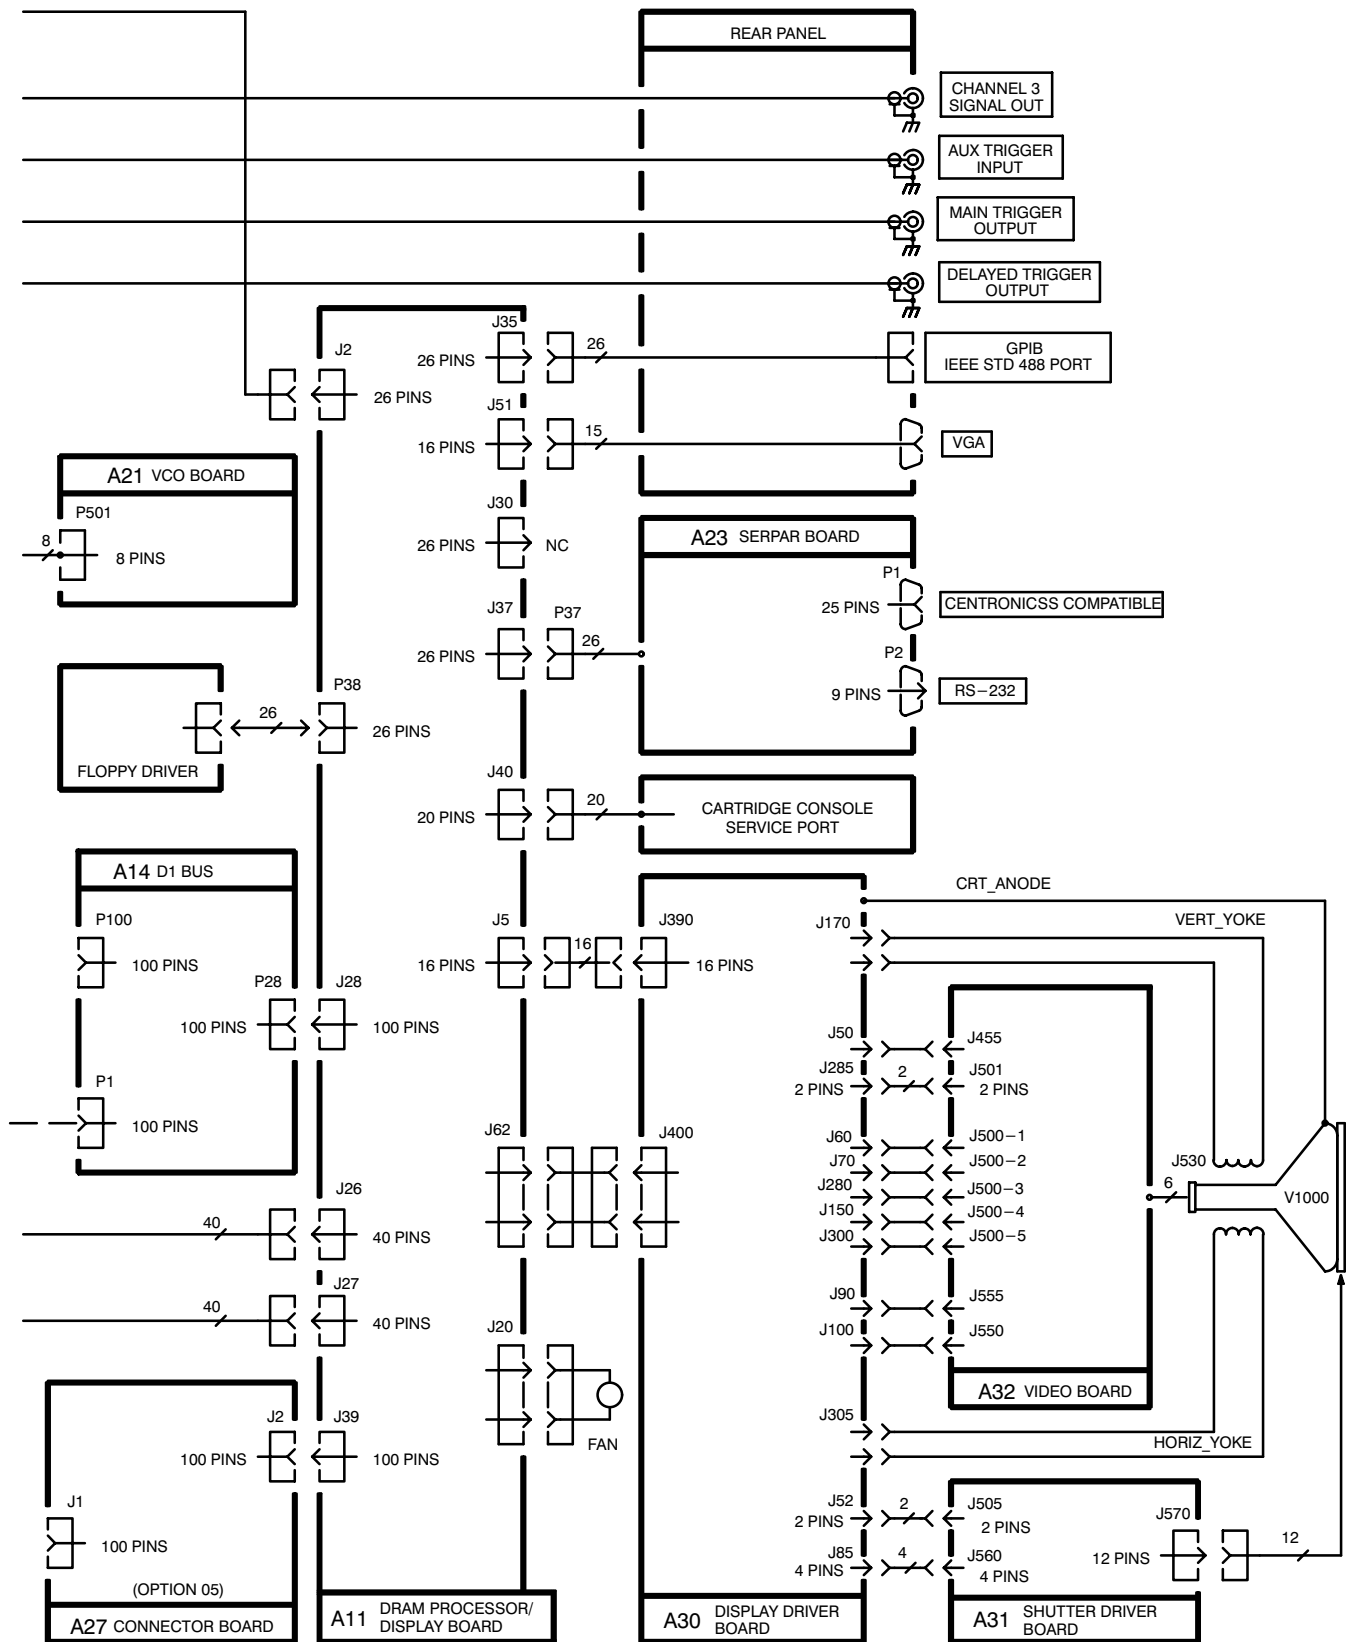 REAR PANEL
CHANNEL 3
SIGNAL OUT
AUX TRIGGER
INPUT
MAIN TRIGGER
OUTPUT
DELAYED TRIGGER
OUTPUT
J35
26 PINS
26
GPIB
IEEE STD 488 PORT
J2
26 PINS
J51
16 PINS
15
VGA
A21 VCO BOARD
P501
8
8 PINS
J30
26 PINS
NC
A23 SERPAR BOARD
P1
25 PINS
CENTRONICSS COMPATIBLE
J37
P37
26 PINS
26
P2
9 PINS
RS-232
P38
26
26 PINS
FLOPPY DRIVER
J40
20 PINS
20
CARTRIDGE CONSOLE
SERVICE PORT
A14 D1 BUS
P100
100 PINS
P28
J28
100 PINS
100 PINS
P1
100 PINS
J5
16 PINS
16
J390
16 PINS
CRT_ANODE
J170
VERT_YOKE
J50
J455
J285
2 PINS
2
J501
2 PINS
J62
J400
J60
J500-1
J70
J500-2
J280
J500-3
J150
J500-4
J300
J500-5
J530
6
V1000
J26
40
40 PINS
J27
40
40 PINS
J90
J555
J100
J550
A32 VIDEO BOARD
J20
FAN
J305
HORIZ_YOKE
J2
J39
100 PINS
100 PINS
J1
100 PINS
(OPTION 05)
A27 CONNECTOR BOARD
A11 DRAM PROCESSOR/
DISPLAY BOARD
J52
2 PINS
2
J505
2 PINS
J85
4 PINS
4
J560
4 PINS
J570
12 PINS
12
A30 DISPLAY DRIVER
BOARD
A31 SHUTTER DRIVER
BOARD